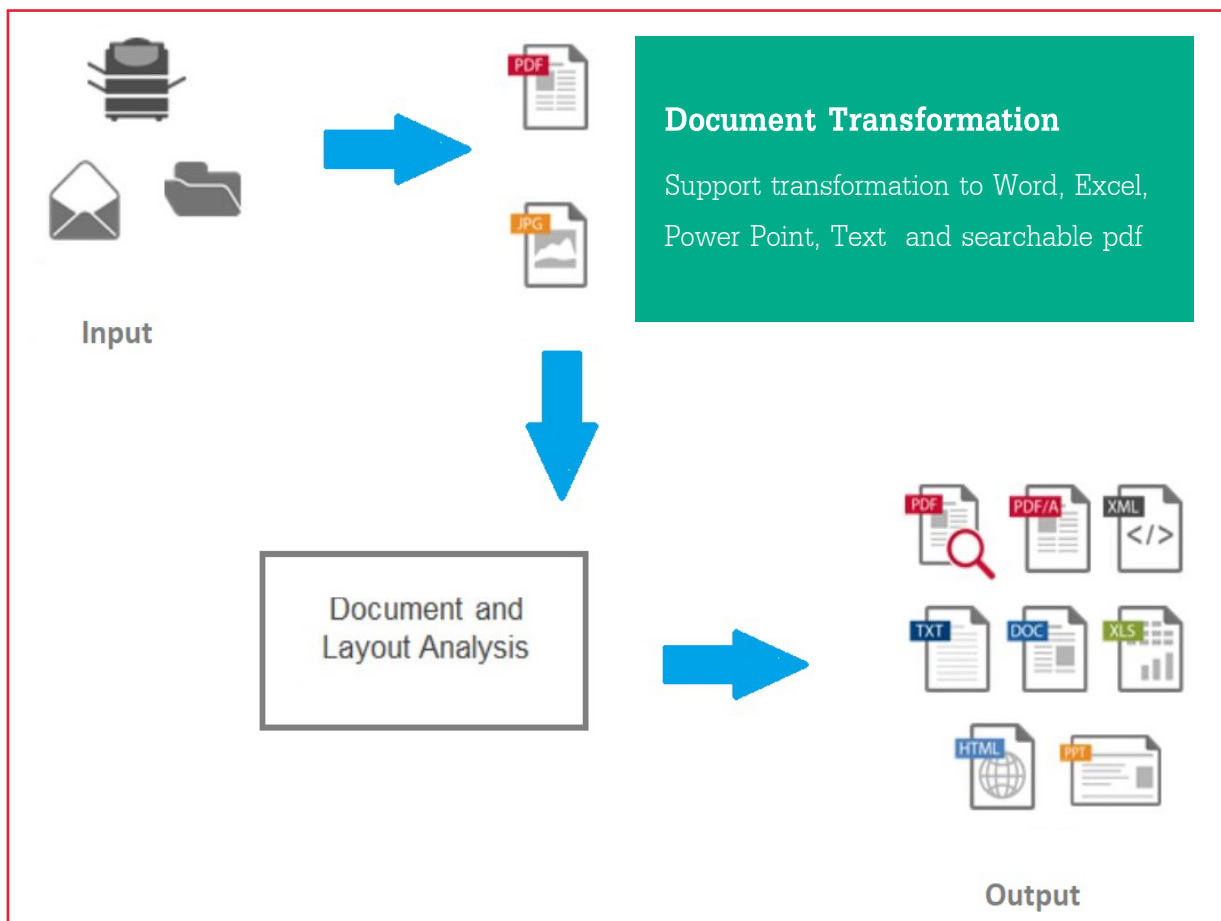 PDF
Document Transformation
Support transformation to Word, Excel,
Power Point, Text and searchable pdf
JPG
Input
Document and
Layout Analysis
PDF
PDF/A
XML
</>
TXT
DOC
XLS
HTML
PPT
Output